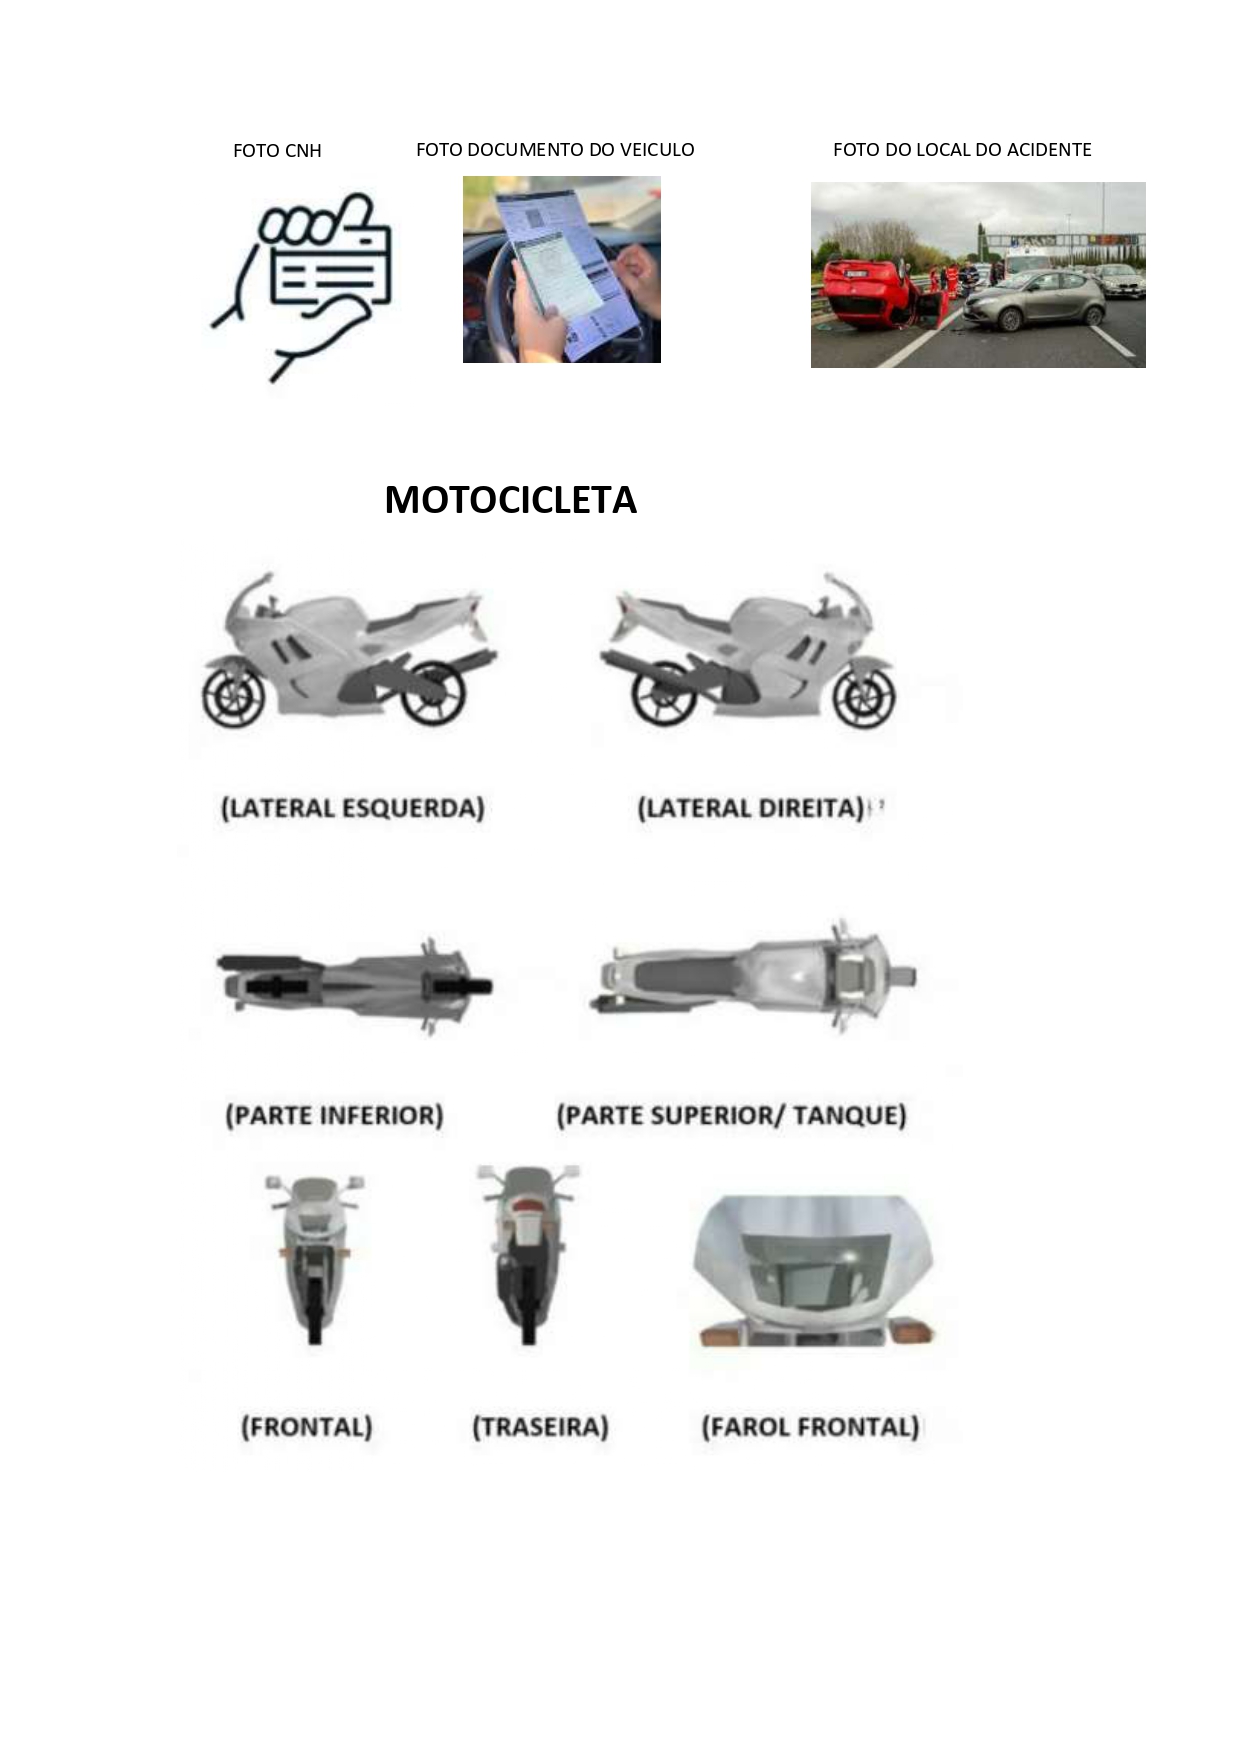 FOTO CNH
FOTO DOCUMENTO DO VEICULO
FOTO DO LOCAL DO ACIDENTE
MOTOCICLETA
(LATERAL ESQUERDA)
(LATERAL DIREITA)
(PARTE INFERIOR)
(PARTE SUPERIOR/ TANQUE)
(FRONTAL)
(TRASEIRA)
(FAROL FRONTAL)